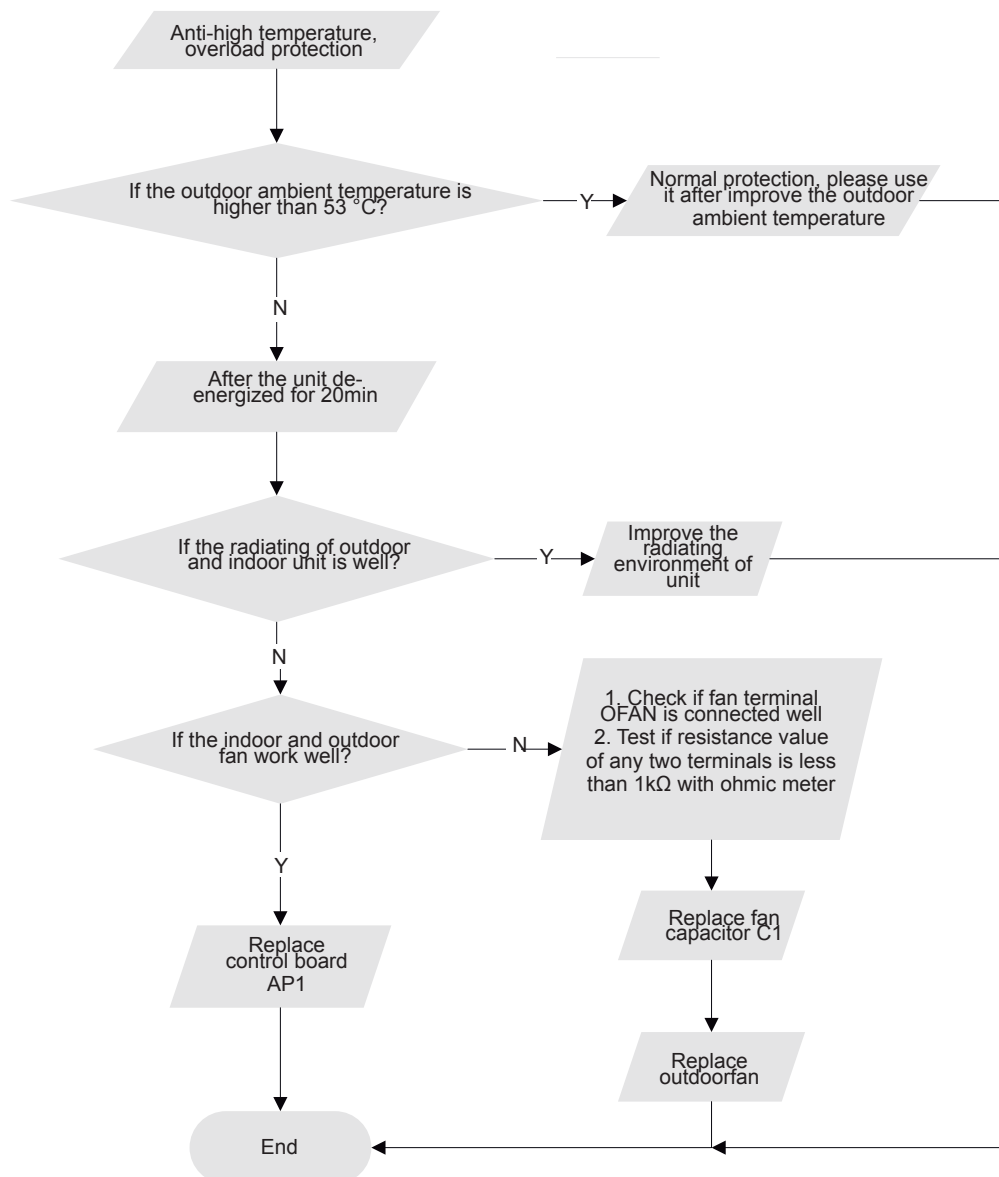 Anti-high temperature,
overload protection
If the outdoor ambient temperature is
higher than 53 °C?
Y
Normal protection, please use
it after improve the outdoor
ambient temperature
N
After the unit de-
energized for 20min
If the radiating of outdoor
and indoor unit is well?
Y
Improve the
radiating
environment of
unit
N
If the indoor and outdoor
fan work well?
N
1. Check if fan terminal
OFAN is connected well
2. Test if resistance value
of any two terminals is less
than 1kΩ with ohmic meter
Y
Replace
control board
AP1
Replace fan
capacitor C1
Replace
outdoorfan
End